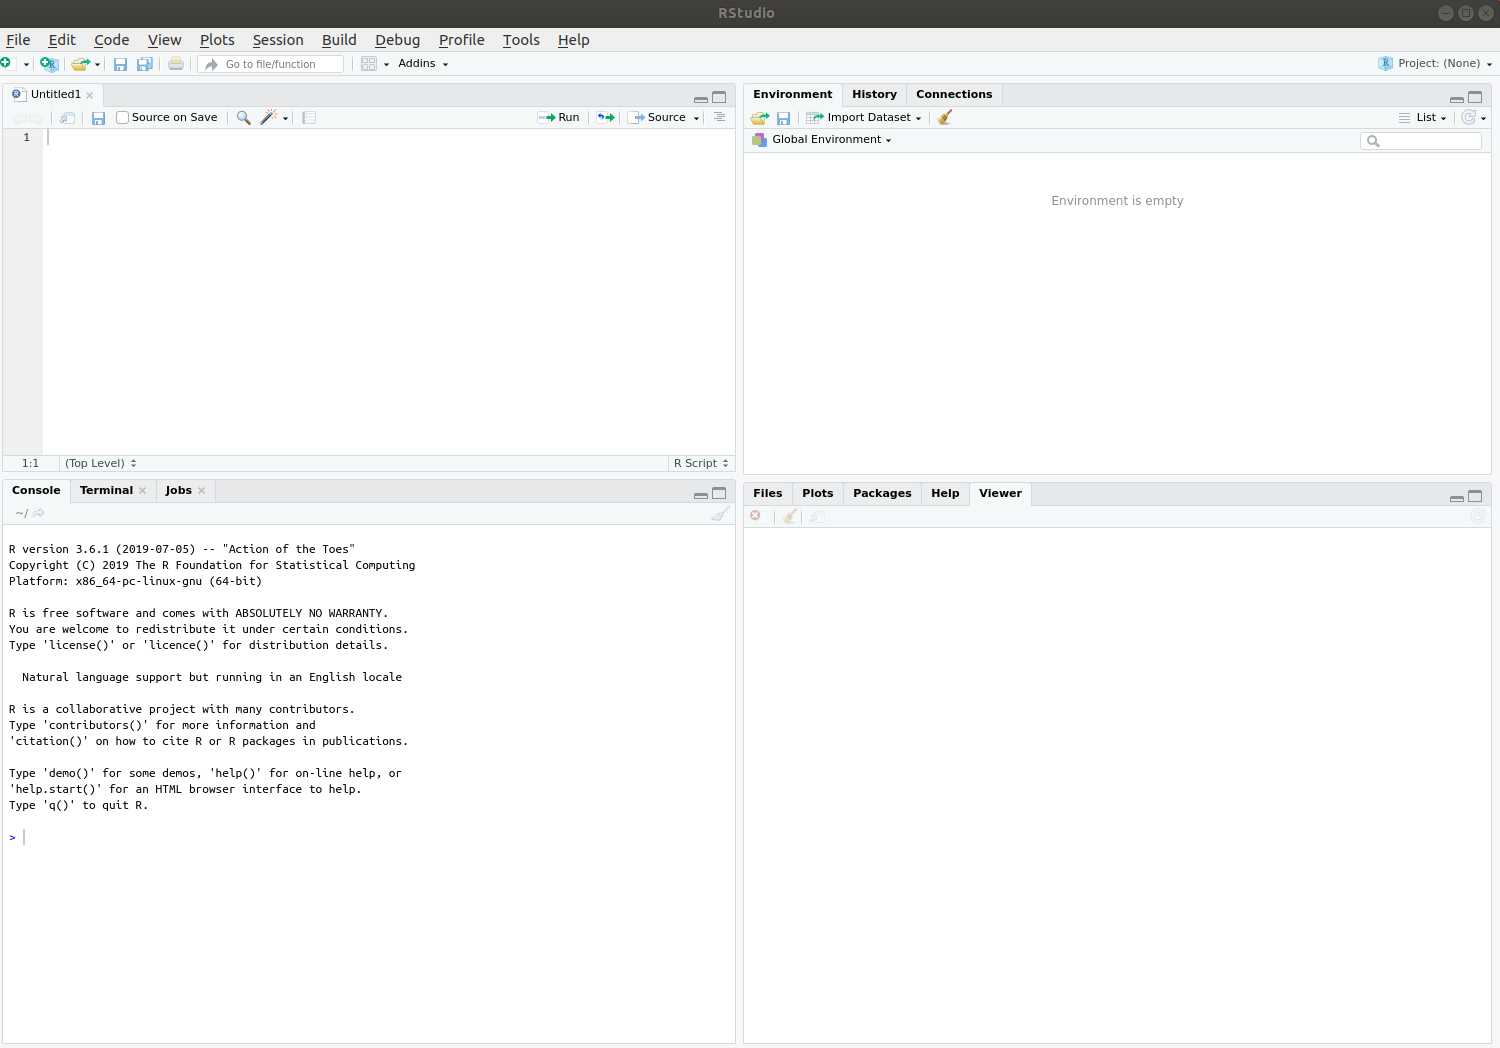 RStudio
File Edit Code View Plots Session Build Debug Profile Tools Help
Go to file/function Addins Project: (None)
Untitled1
Source on Save Run Source
1
1:1 (Top Level) R Script
Console Terminal Jobs
~/
R version 3.6.1 (2019-07-05) -- "Action of the Toes"
Copyright (C) 2019 The R Foundation for Statistical Computing
Platform: x86_64-pc-linux-gnu (64-bit)
R is free software and comes with ABSOLUTELY NO WARRANTY.
You are welcome to redistribute it under certain conditions.
Type 'license()' or 'licence()' for distribution details.
Natural language support but running in an English locale
R is a collaborative project with many contributors.
Type 'contributors()' for more information and
'citation()' on how to cite R or R packages in publications.
Type 'demo()' for some demos, 'help()' for on-line help, or
'help.start()' for an HTML browser interface to help.
Type 'q()' to quit R.
>
Environment History Connections
Import Dataset List
Global Environment
Environment is empty
Files Plots Packages Help Viewer